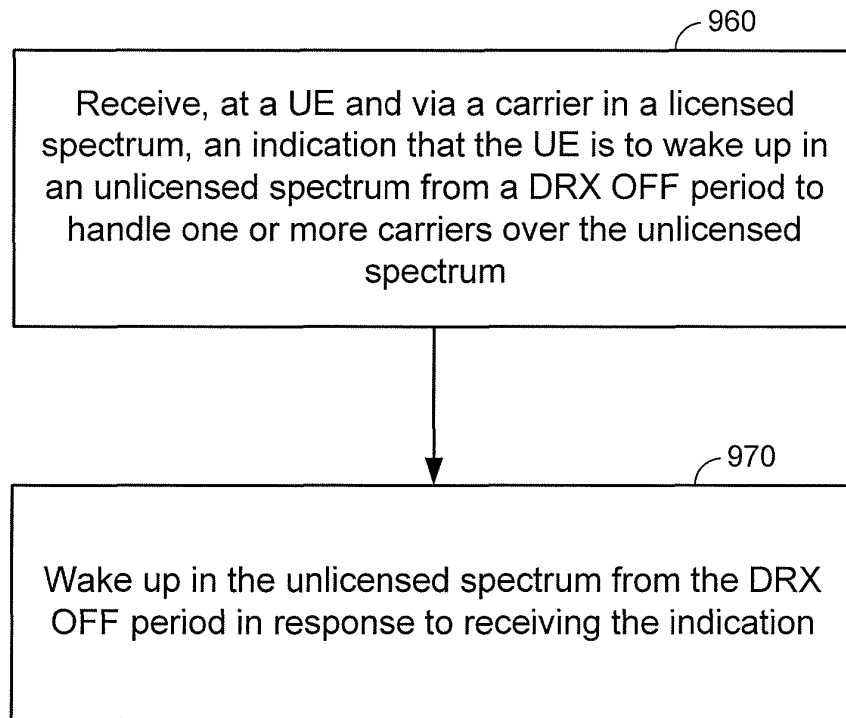 960
Receive, at a UE and via a carrier in a licensed
spectrum, an indication that the UE is to wake up in
an unlicensed spectrum from a DRX OFF period to
handle one or more carriers over the unlicensed
spectrum
970
Wake up in the unlicensed spectrum from the DRX
OFF period in response to receiving the indication